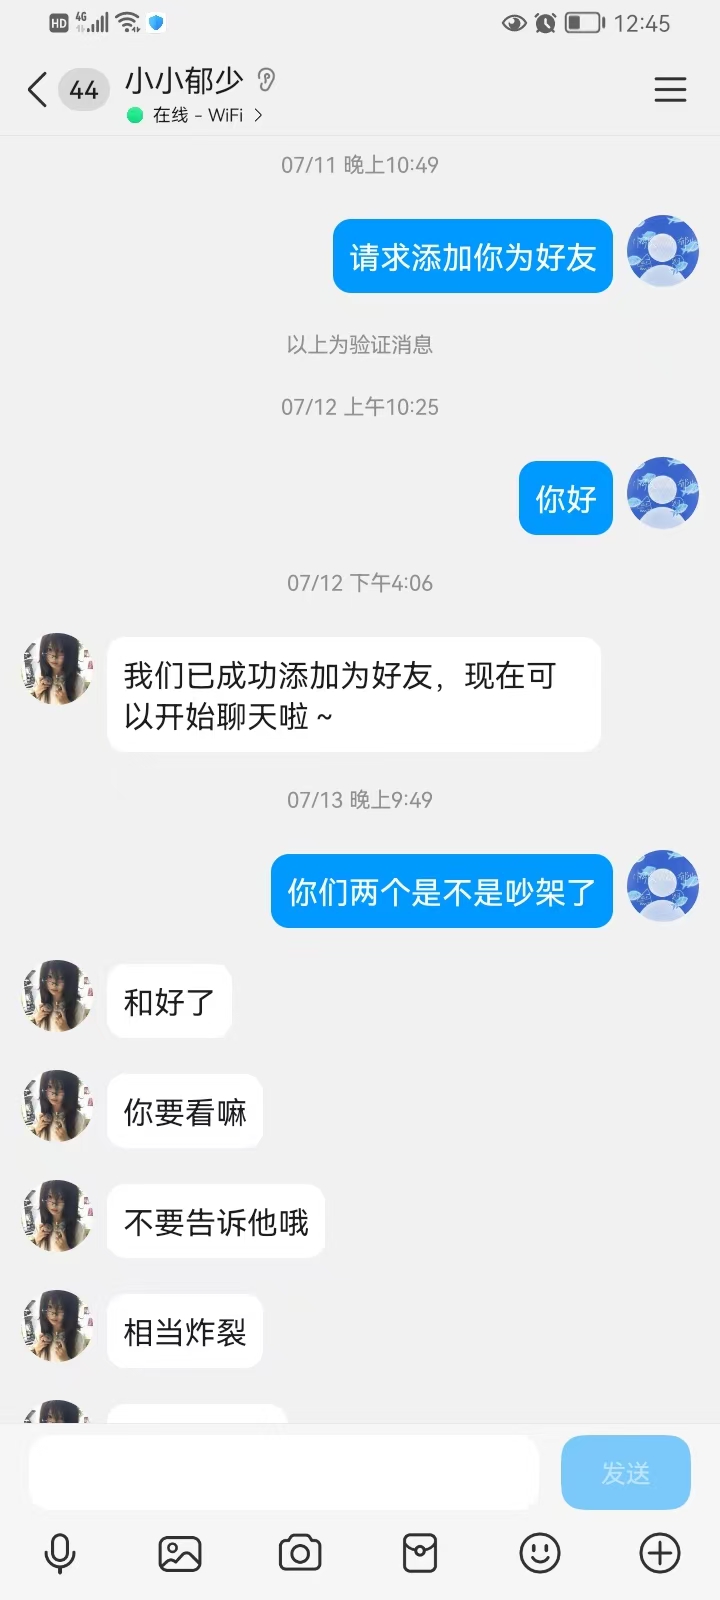 HD 4G 12:45
44 小小郁少
在线 - WiFi >
07/11 晚上10:49
请求添加你为好友
以上为验证消息
07/12 上午10:25
你好
07/12 下午4:06
我们已成功添加为好友，现在可
以开始聊天啦~
07/13 晚上9:49
你们两个是不是吵架了
和好了
你要看嘛
不要告诉他哦
相当炸裂
发送